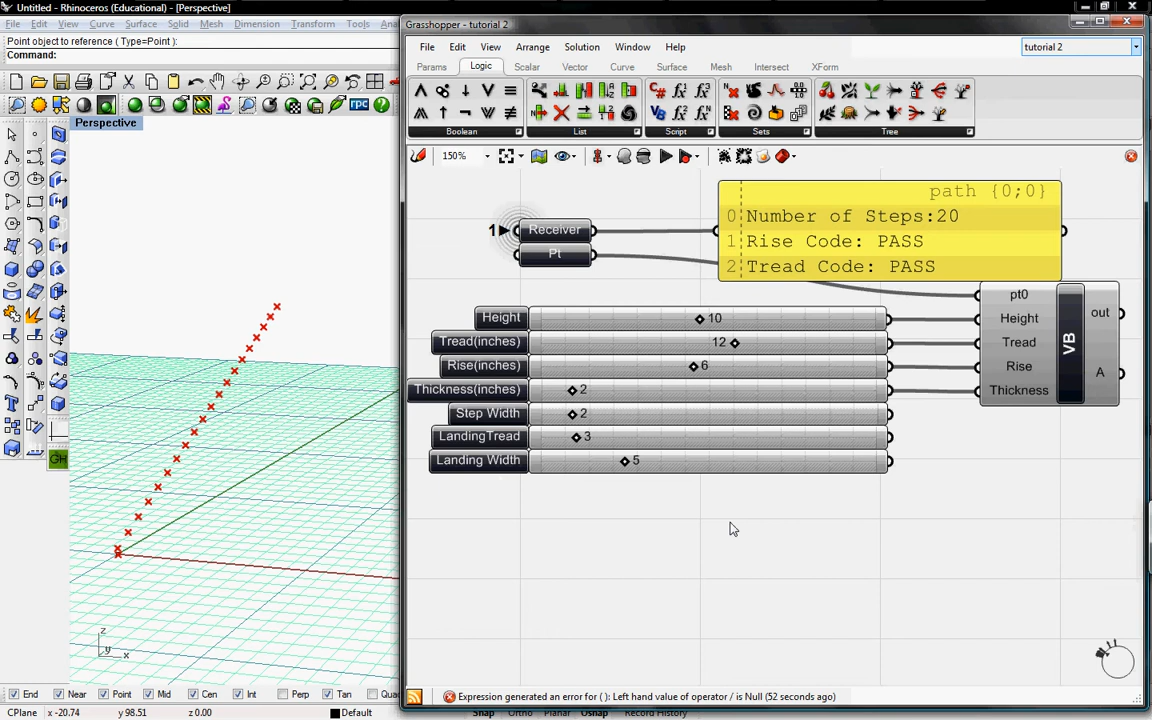 Untitled - Rhinoceros (Educational) - [Perspective]
File Edit View Curve Surface Solid Mesh Dimension Transform Tools
Point object to reference ( Type=Point ):
Command:
Perspective
Grasshopper - tutorial 2
File Edit View Arrange Solution Window Help
tutorial 2
Params Logic Scalar Vector Curve Surface Mesh Intersect XForm
Boolean List Script Sets Tree
150%
path {0;0}
0 Number of Steps:20
1 Rise Code: PASS
2 Tread Code: PASS
1 Receiver
Pt
Height 10
Tread(inches) 12
Rise(inches) 6
Thickness(inches) 2
Step Width 2
LandingTread 3
Landing Width 5
pt0
Height
Tread
Rise
Thickness
VB
out
A
z
y
x
GH
rpc
Expression generated an error for ( ): Left hand value of operator / is Null (52 seconds ago)
End Near Point Mid Cen Int Perp Tan
CPlane x -20.74 y 98.51 z 0.00 Default Snap Ortho Planar Osnap Record History